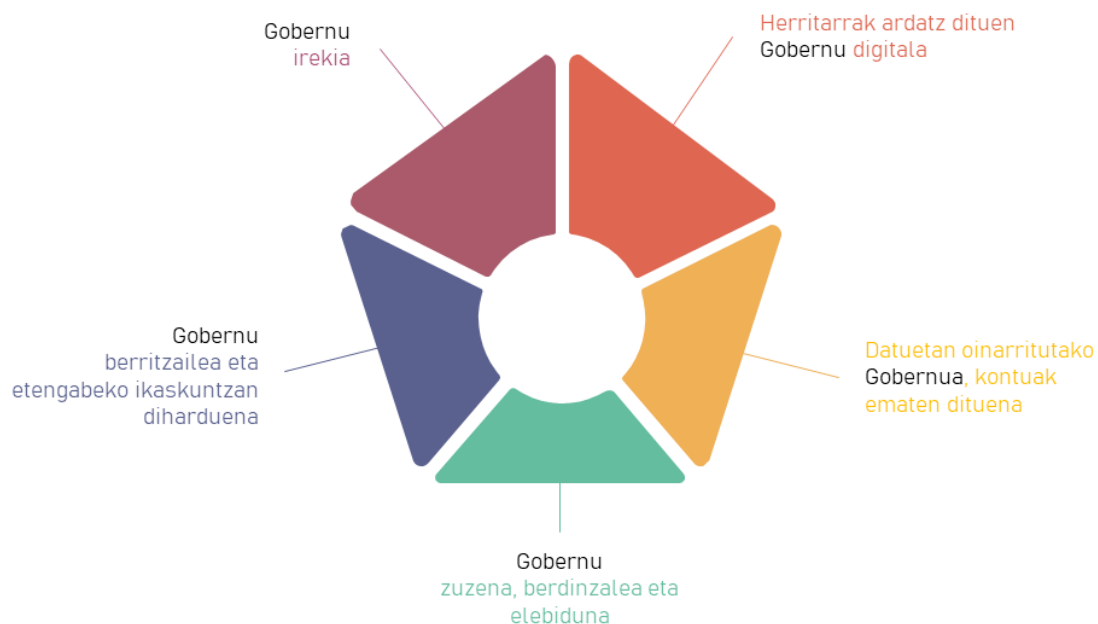 Gobernu
irekia
Herritarrak ardatz dituen
Gobernu digitala
Gobernu
berritzailea eta
etengabeko ikaskuntzan
diharduena
Datuetan oinarritutako
Gobernua, kontuak
ematen dituena
Gobernu
zuzena, berdinzalea eta
elebiduna